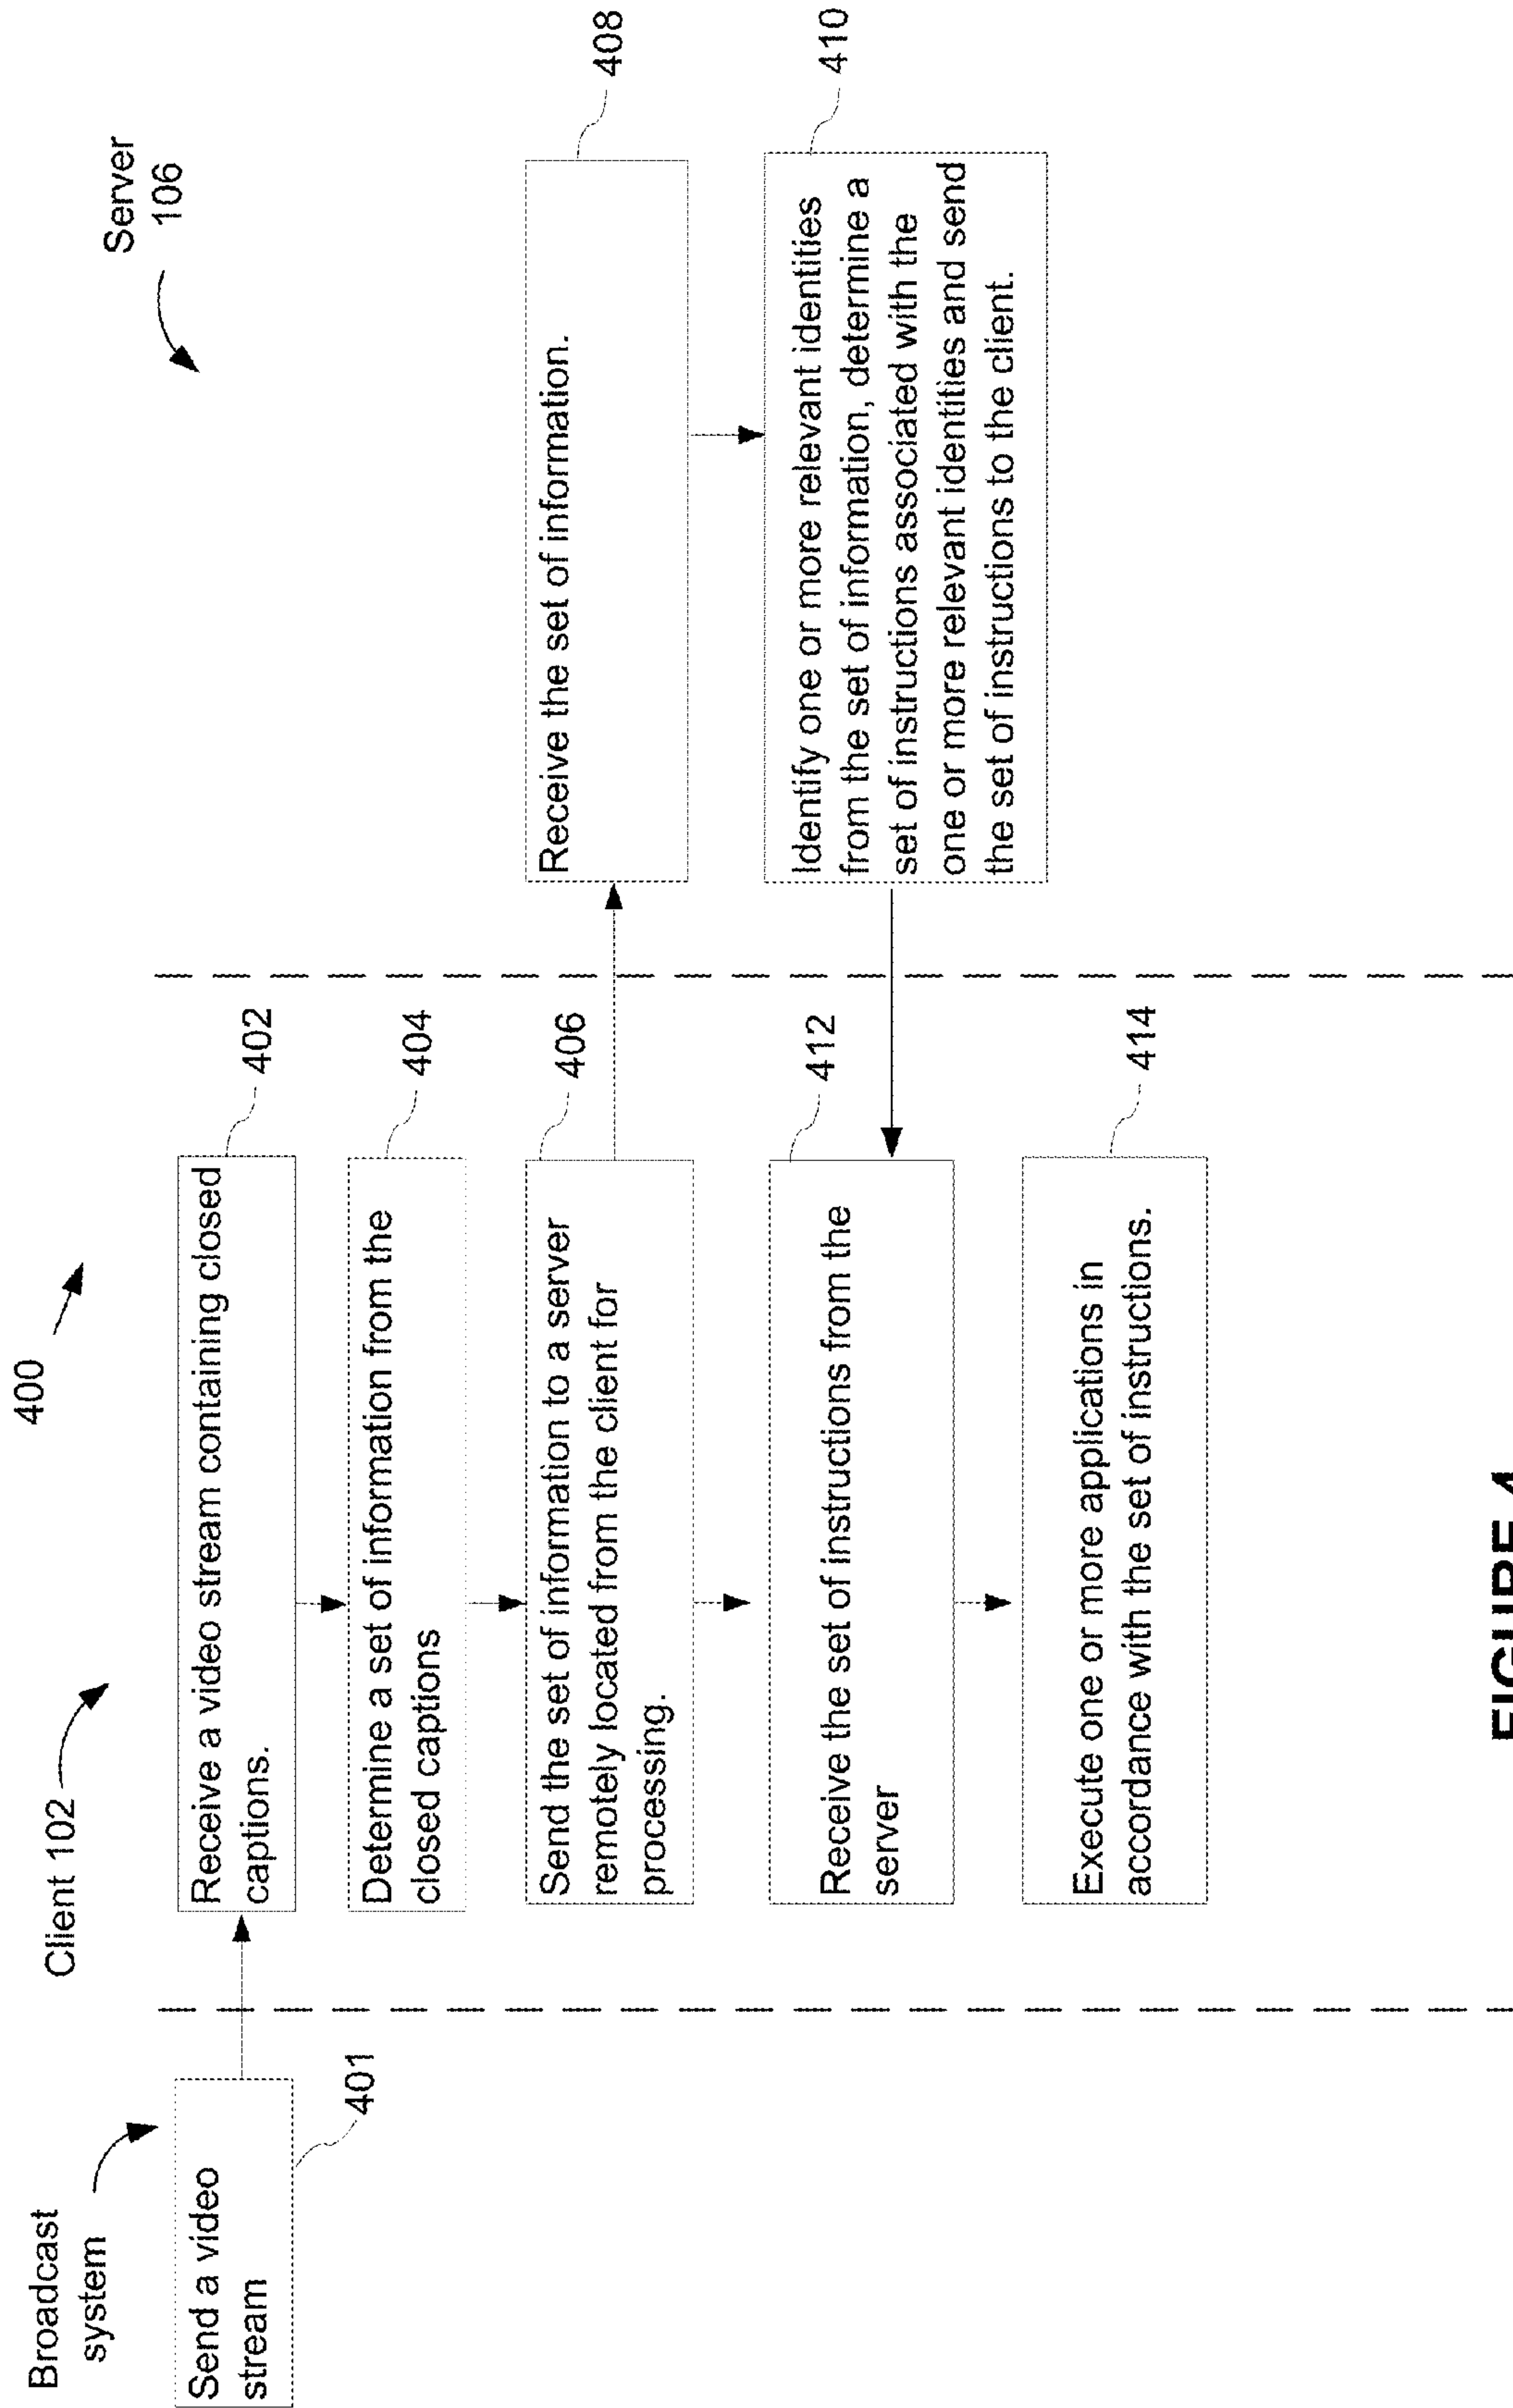 400
Broadcast
system
Client 102
Server
106
Send a video
stream
401
Receive a video stream containing closed
captions.
402
Determine a set of information from the
closed captions
404
Send the set of information to a server
remotely located from the client for
processing.
406
Receive the set of information.
408
Identify one or more relevant identities
from the set of information, determine a
set of instructions associated with the
one or more relevant identities and send
the set of instructions to the client.
410
Receive the set of instructions from the
server
412
Execute one or more applications in
accordance with the set of instructions.
414
FIGURE 4